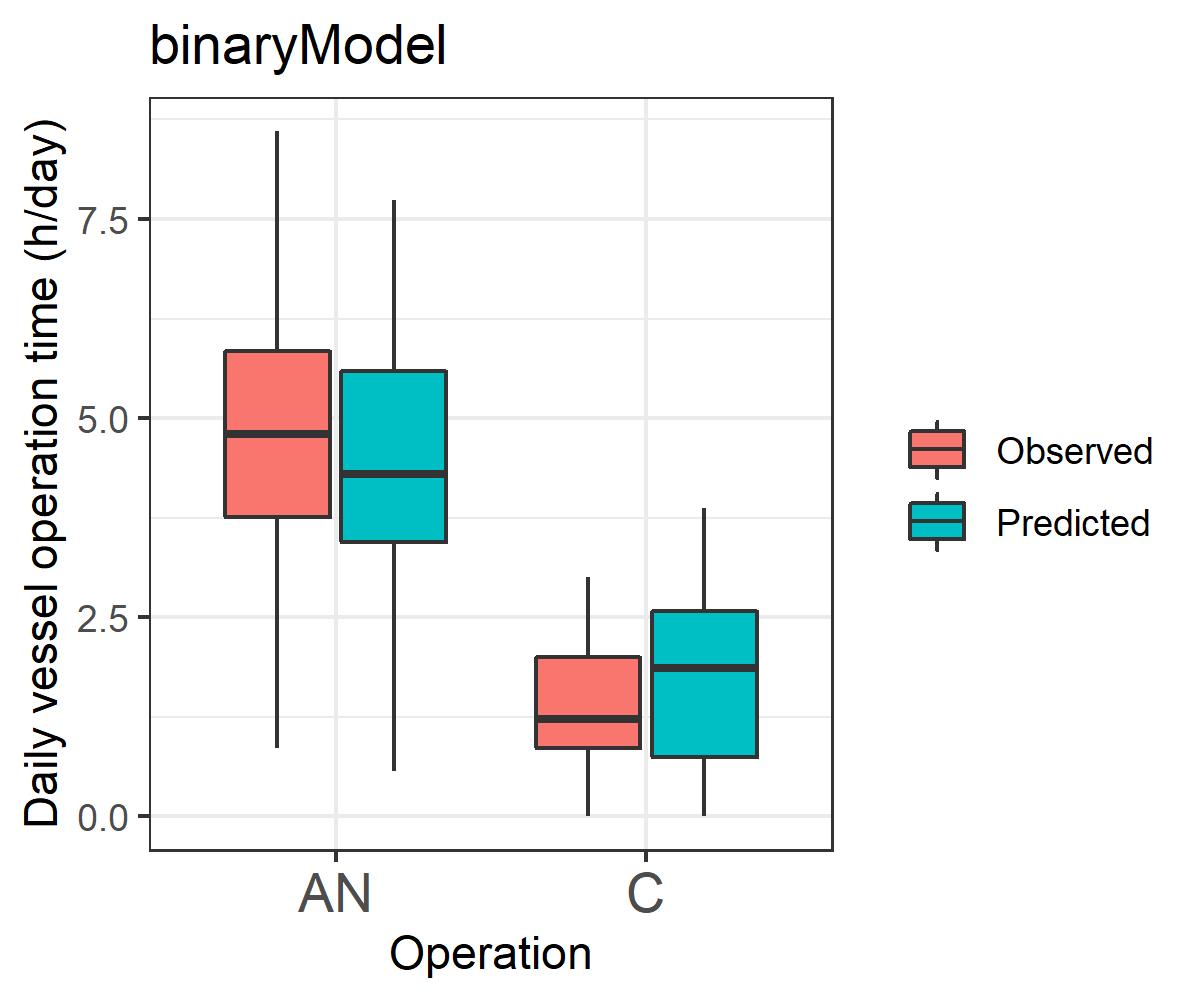 binaryModel
Daily vessel operation time (h/day)
7.5
5.0
2.5
0.0
AN
C
Operation
Observed
Predicted